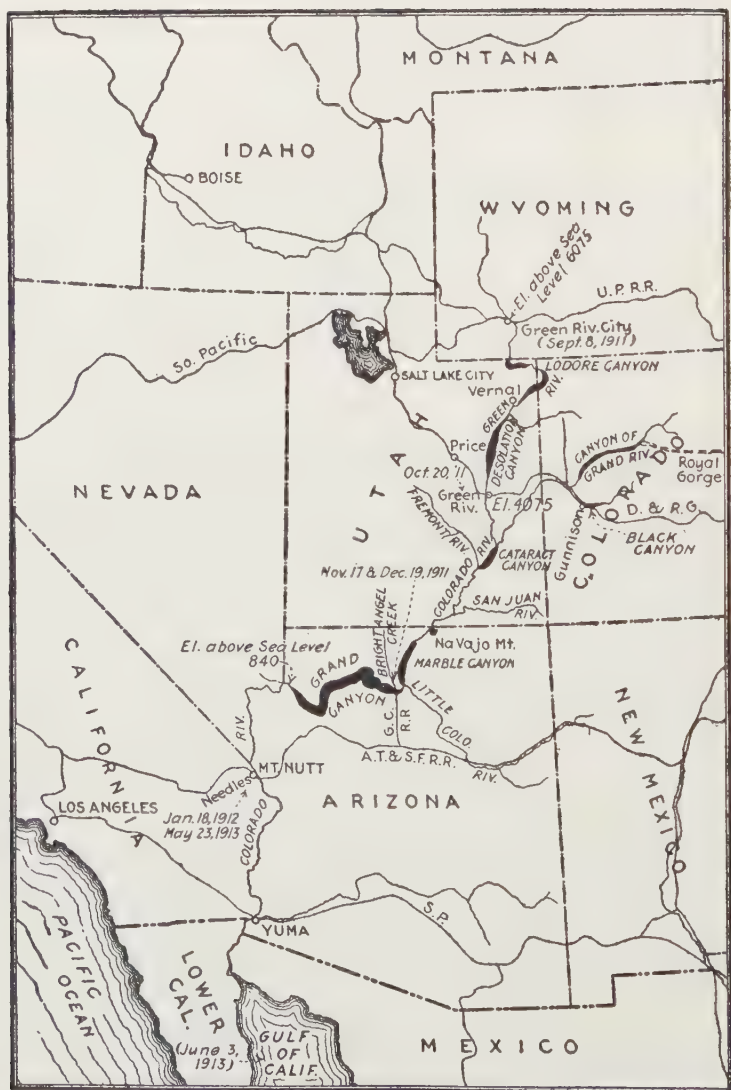 MONTANA
IDAHO
BOISE
WYOMING
El. above Sea
Level 6075
U.P. R.R.
Green Riv. City
(Sept. 8, 1911)
So. Pacific
SALT LAKE CITY
LODORE CANYON
Vernal
GREEN
RIV.
DESOLATION
CANYON
Price
UTAH
CANYON OF
GRAND RIV.
Royal
Gorge
COLORADO
Oct. 20, '11
Green
Riv.
El. 4075
NEVADA
FREMONT RIV.
Gunnison
D. & R.G.
BLACK
CANYON
CATARACT
CANYON
COLORADO
RIV.
Nov. 17 & Dec. 19, 1911
SAN JUAN
RIV.
BRIGHT ANGEL
CREEK
NaVajo Mt.
MARBLE CANYON
El. above Sea Level
840
GRAND
CANYON
LITTLE
COLO.
RIV.
G.C.
R.R.
A.T. & S.F. R.R.
CALIFORNIA
RIV.
MT. NUTT
Needles
COLORADO
ARIZONA
NEW MEXICO
LOS ANGELES
Jan. 18, 1912
May 23, 1913
S.P.
YUMA
PACIFIC
OCEAN
LOWER
CAL.
(June 3,
1913)
GULF
OF
CALIF.
MEXICO